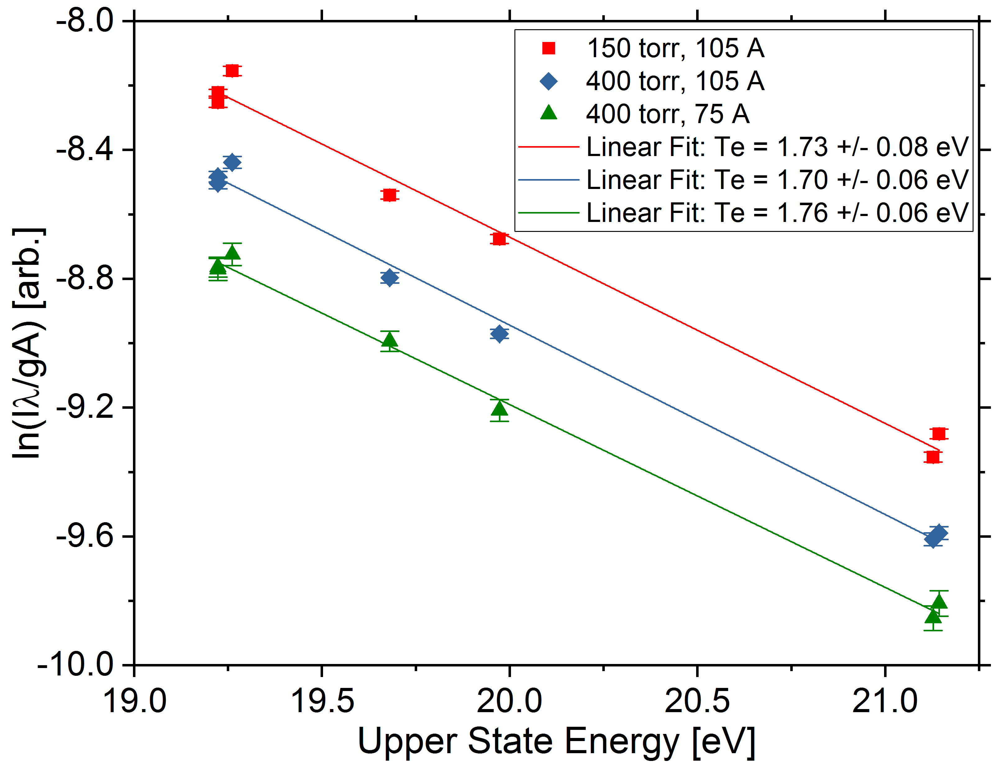 -8.0
-8.4
-8.8
-9.2
-9.6
-10.0
ln(Iλ/gA) [arb.]
150 torr, 105 A
400 torr, 105 A
400 torr, 75 A
Linear Fit: Te = 1.73 +/- 0.08 eV
Linear Fit: Te = 1.70 +/- 0.06 eV
Linear Fit: Te = 1.76 +/- 0.06 eV
19.0 19.5 20.0 20.5 21.0
Upper State Energy [eV]